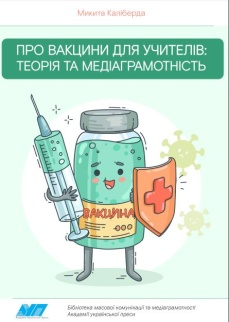 Микита Каліберда
ПРО ВАКЦИНИ ДЛЯ УЧИТЕЛІВ:
ТЕОРІЯ ТА МЕДІАГРАМОТНІСТЬ
ВАКЦИНА
Бібліотека масової комунікації та медіаграмотності
Академії української преси